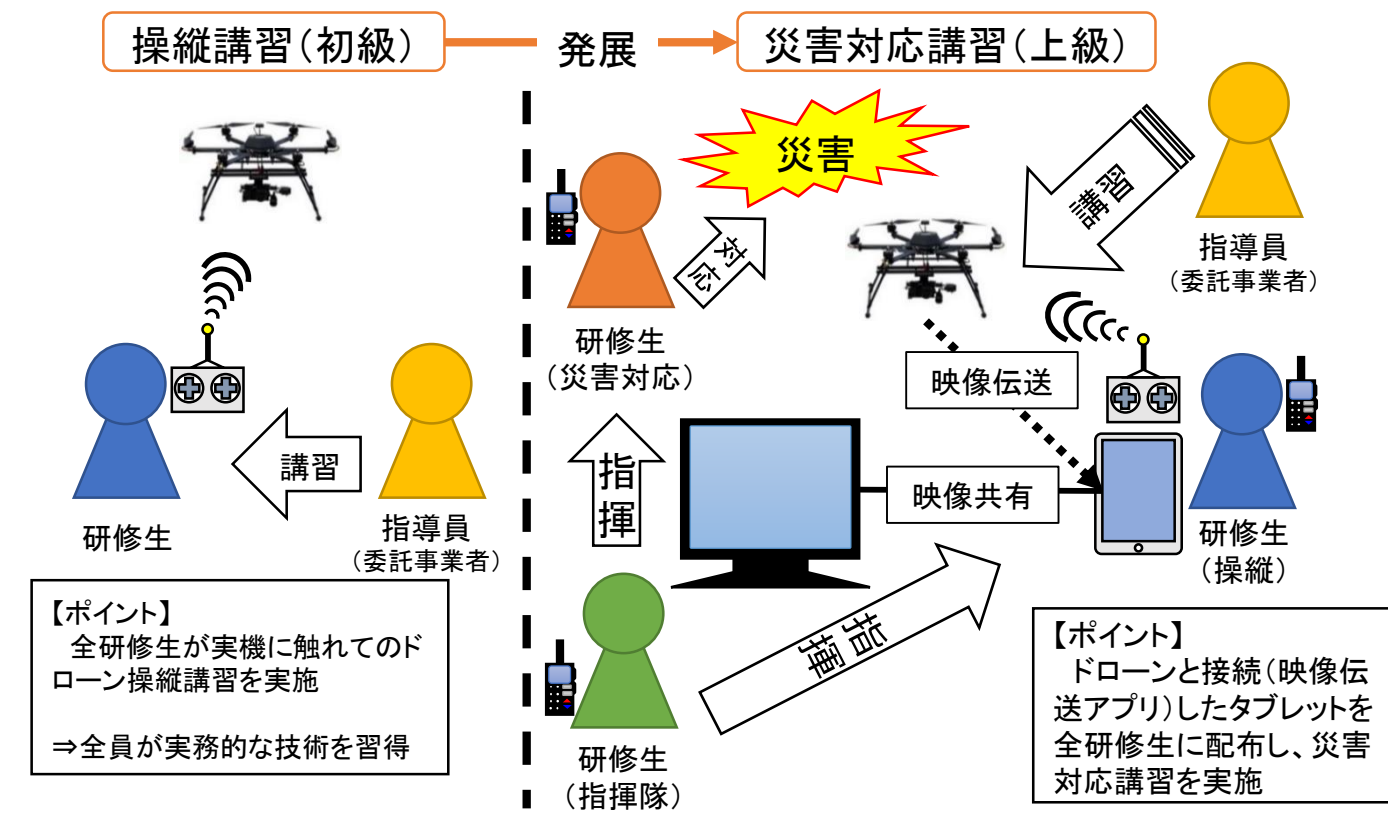 操縦講習(初級)
発展
災害対応講習(上級)
講習
研修生
指導員
(委託事業者)
【ポイント】
全研修生が実機に触れてのド
ローン操縦講習を実施
⇒全員が実務的な技術を習得
災害
対応
講習
指導員
(委託事業者)
研修生
(災害対応)
映像伝送
指揮
映像共有
研修生
(操縦)
指揮
研修生
(指揮隊)
【ポイント】
ドローンと接続(映像伝
送アプリ)したタブレットを
全研修生に配布し、災害
対応講習を実施